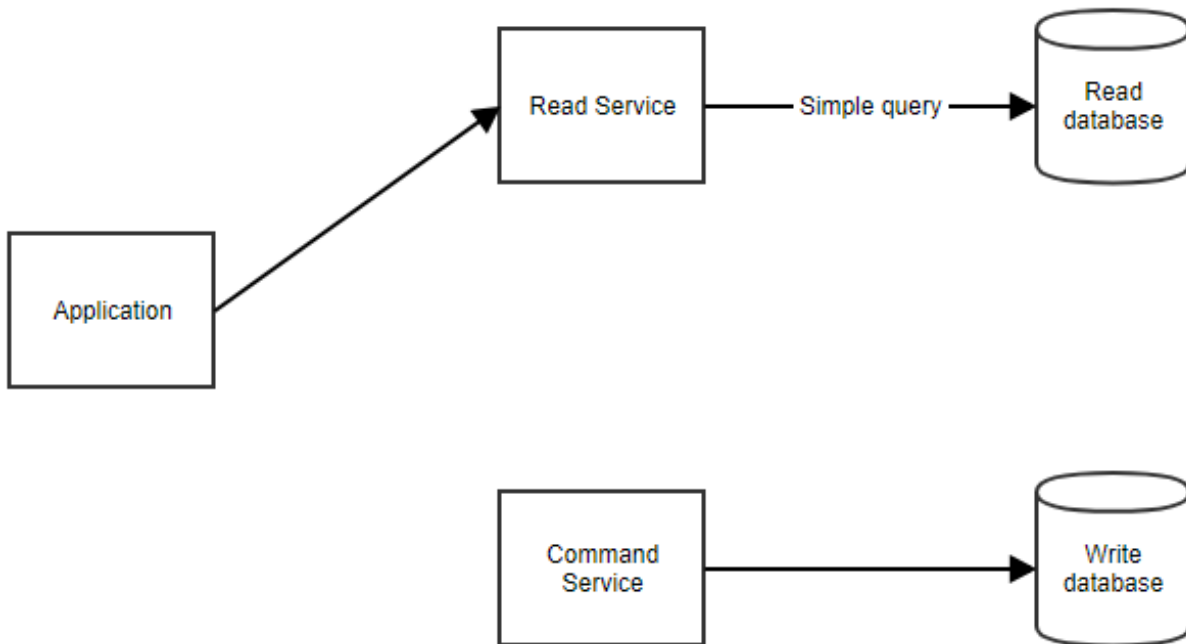 Read Service
Simple query
Read
database
Application
Command
Service
Write
database